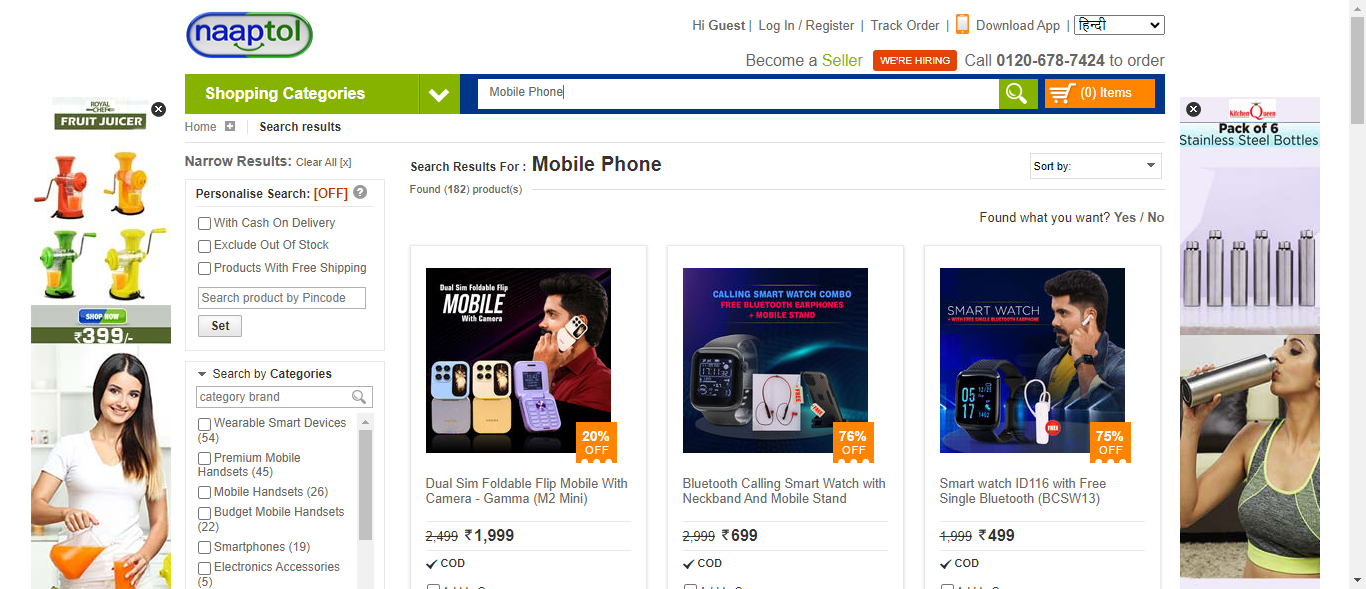 naaptol
Hi Guest | Log In / Register | Track Order | Download App | हिन्दी
Become a Seller WE'RE HIRING Call 0120-678-7424 to order
Shopping Categories
Mobile Phone
(0) Items
Home Search results
ROYAL
CHEF
FRUIT JUICER
SHOP NOW
₹399/-
Kitchen Queen
Pack of 6
Stainless Steel Bottles
Narrow Results: Clear All [x]
Personalise Search: [OFF] ?
With Cash On Delivery
Exclude Out Of Stock
Products With Free Shipping
Search product by Pincode
Set
Search by Categories
category brand
Wearable Smart Devices
(54)
Premium Mobile
Handsets (45)
Mobile Handsets (26)
Budget Mobile Handsets
(22)
Smartphones (19)
Electronics Accessories
(5)
Search Results For : Mobile Phone
Sort by:
Found (182) product(s)
Found what you want? Yes / No
Dual Sim Foldable Flip
MOBILE
With Camera
20%
OFF
Dual Sim Foldable Flip Mobile With
Camera - Gamma (M2 Mini)
2,499 ₹1,999
COD
CALLING SMART WATCH COMBO
FREE BLUETOOTH EARPHONES
+ MOBILE STAND
FREE
76%
OFF
Bluetooth Calling Smart Watch with
Neckband And Mobile Stand
2,999 ₹699
COD
SMART WATCH
+ WITH FREE SINGLE BLUETOOTH EARPHONE
05
17
FREE
75%
OFF
Smart watch ID116 with Free
Single Bluetooth (BCSW13)
1,999 ₹499
COD